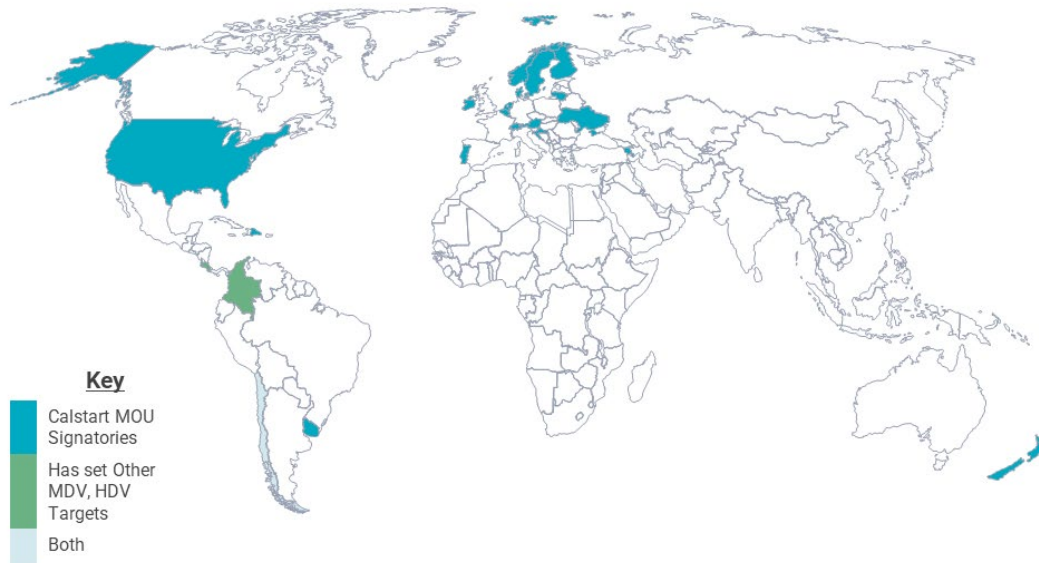 Key
Calstart MOU
Signatories
Has set Other
MDV, HDV
Targets
Both